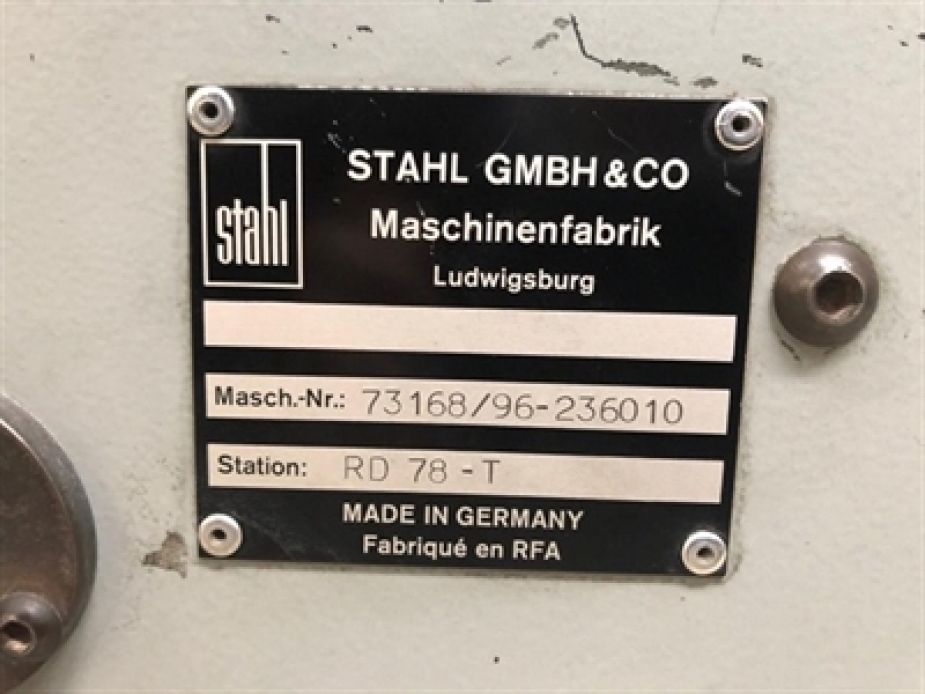 stahl
STAHL GMBH & CO
Maschinenfabrik
Ludwigsburg
Masch.-Nr.: 73168/96-236010
Station: RD 78 - T
MADE IN GERMANY
Fabriqué en RFA